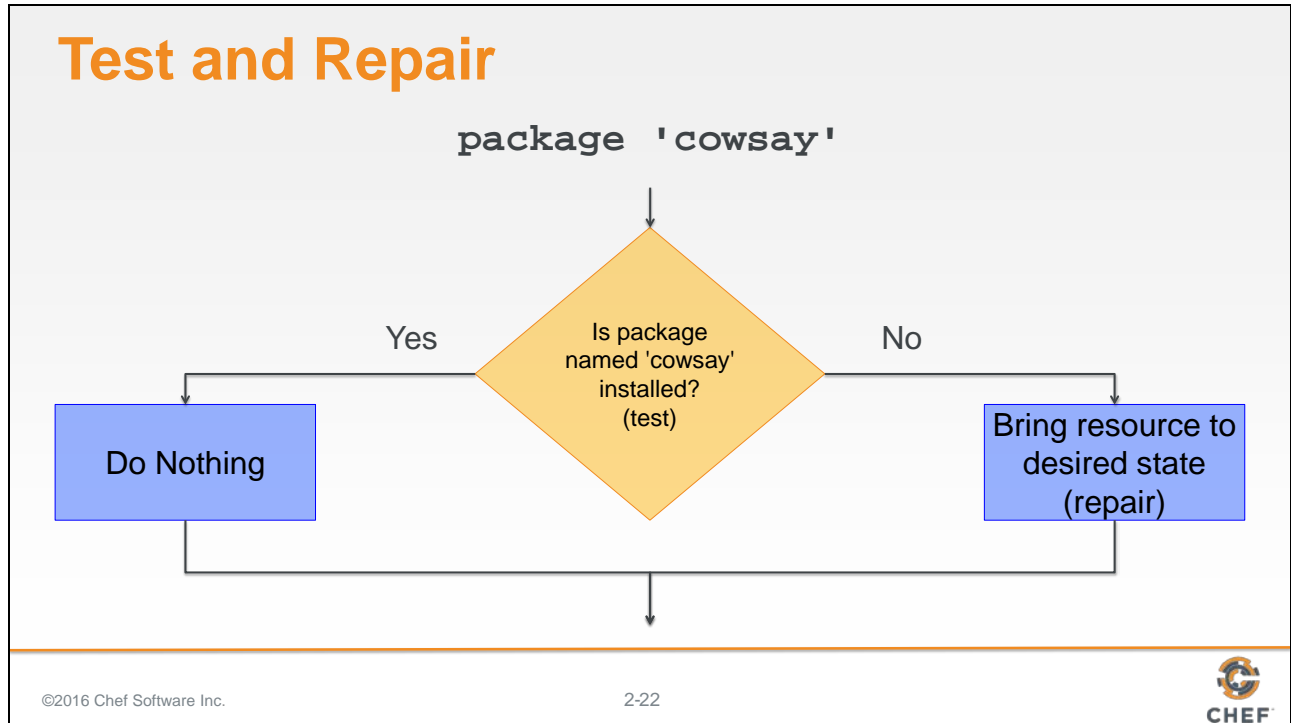 Test and Repair
package 'cowsay'
Yes
Is package
named 'cowsay'
installed?
(test)
No
Do Nothing
Bring resource to
desired state
(repair)
©2016 Chef Software Inc.
2-22
CHEF